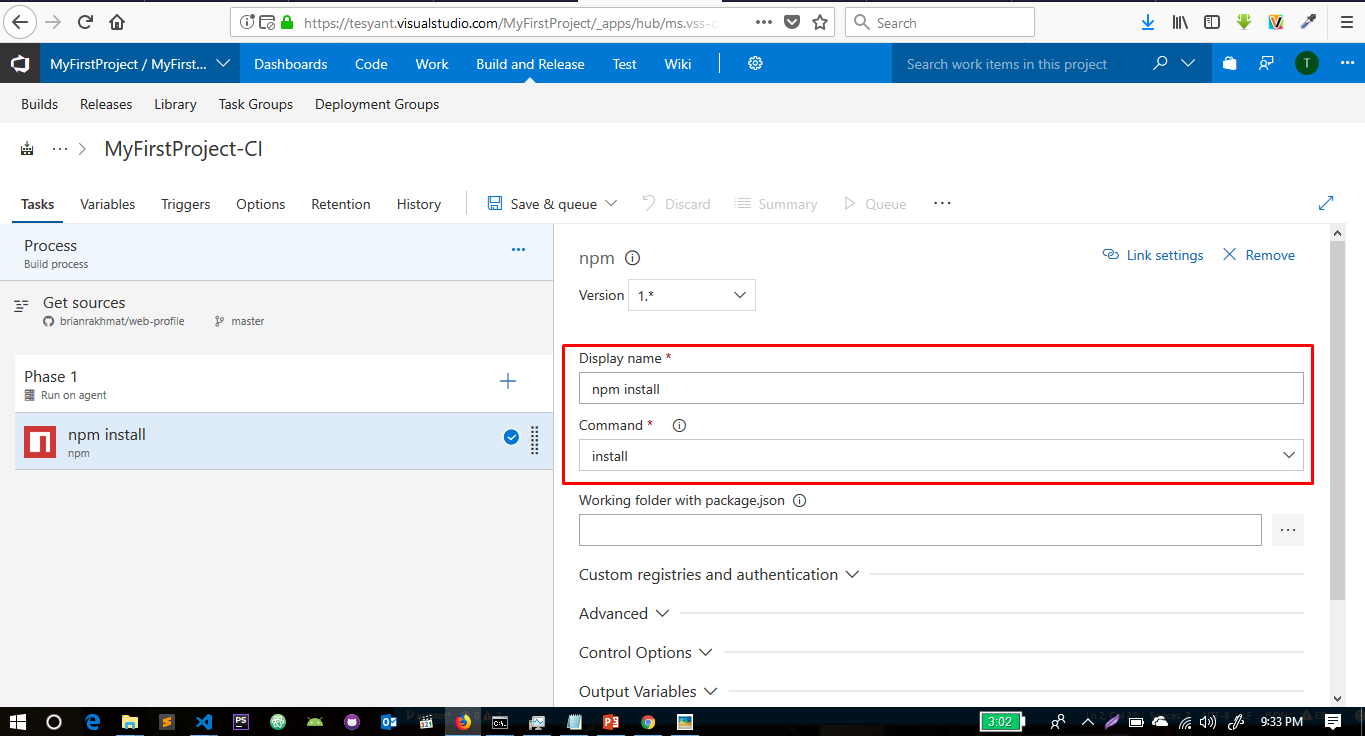 https://tesyant.visualstudio.com/MyFirstProject/_apps/hub/ms.vss-c
Search
MyFirstProject / MyFirst...
Dashboards
Code
Work
Build and Release
Test
Wiki
Search work items in this project
T
Builds
Releases
Library
Task Groups
Deployment Groups
MyFirstProject-CI
Tasks
Variables
Triggers
Options
Retention
History
Save & queue
Discard
Summary
Queue
Process
Build process
Get sources
brianrakhmat/web-profile
master
Phase 1
Run on agent
npm install
npm
npm
Link settings
Remove
Version
1.*
Display name *
npm install
Command *
install
Working folder with package.json
Custom registries and authentication
Advanced
Control Options
Output Variables
3:02
9:33 PM